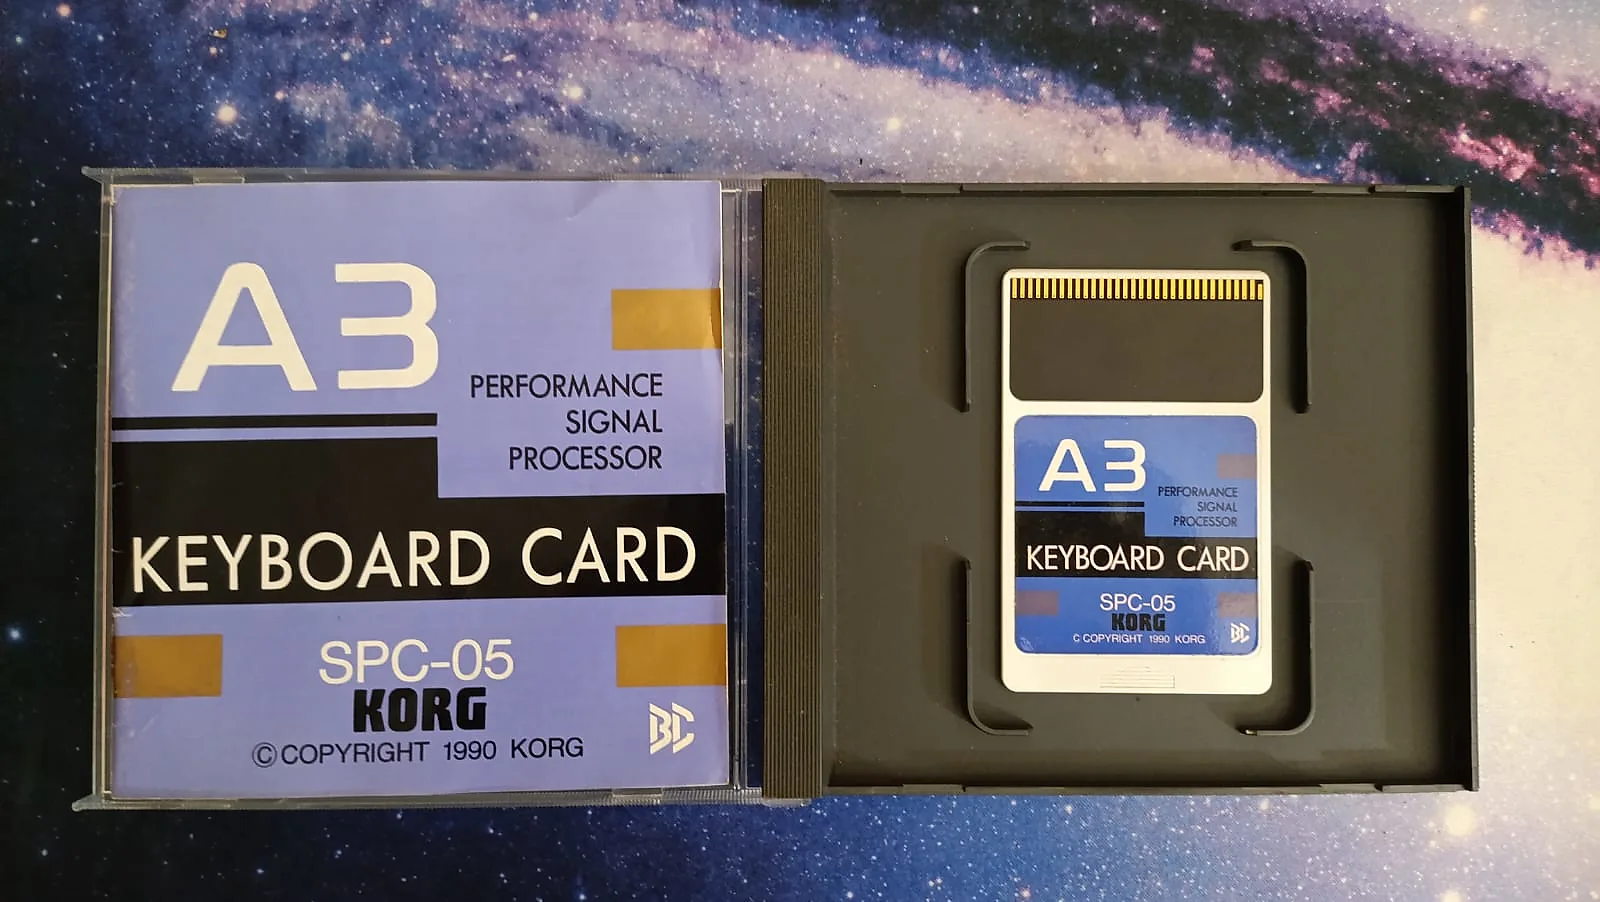 A3
PERFORMANCE
SIGNAL
PROCESSOR
KEYBOARD CARD
SPC-05
KORG
©COPYRIGHT 1990 KORG
BC
A3
PERFORMANCE
SIGNAL
PROCESSOR
KEYBOARD CARD
SPC-05
KORG
© COPYRIGHT 1990 KORG
BC